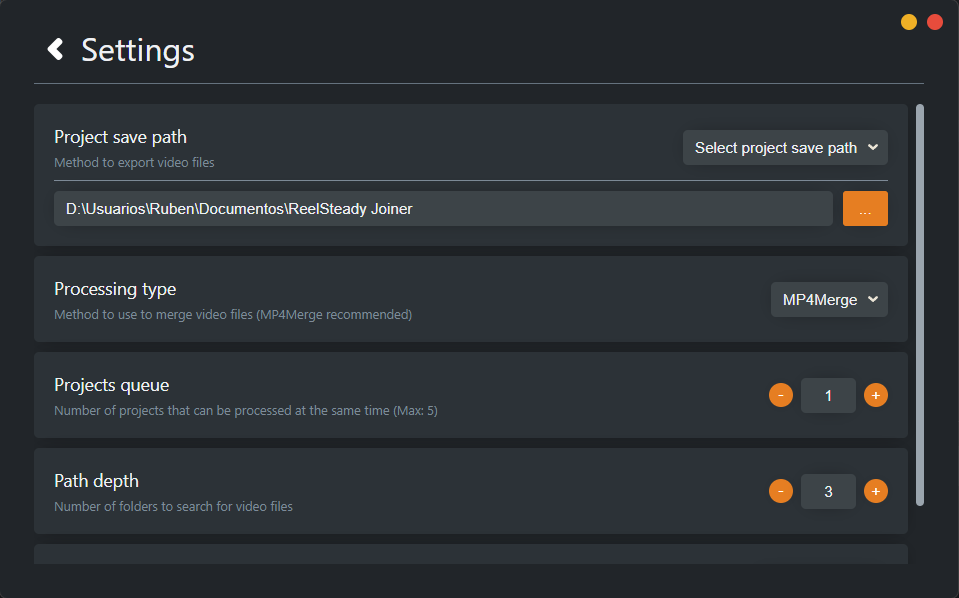 Settings
Project save path
Method to export video files
Select project save path
D:\Usuarios\Ruben\Documentos\ReelSteady Joiner
...
Processing type
Method to use to merge video files (MP4Merge recommended)
MP4Merge
Projects queue
Number of projects that can be processed at the same time (Max: 5)
- 1 +
Path depth
Number of folders to search for video files
- 3 +